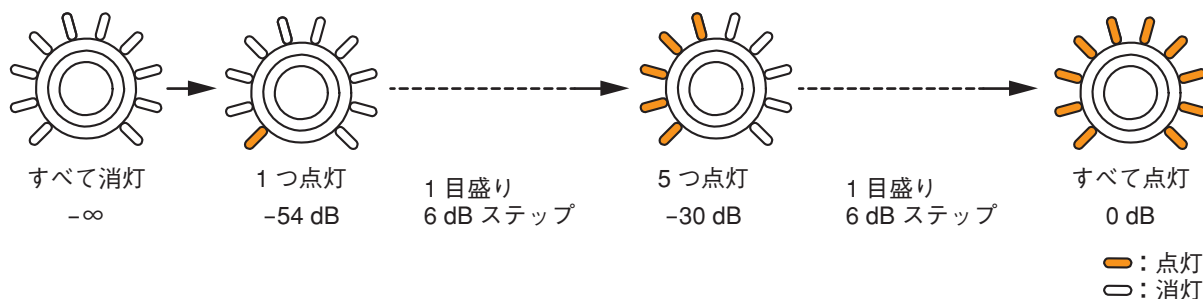 すべて消灯
−∞
1 つ点灯
−54 dB
1 目盛り
6 dB ステップ
5 つ点灯
−30 dB
1 目盛り
6 dB ステップ
すべて点灯
0 dB
：点灯
：消灯